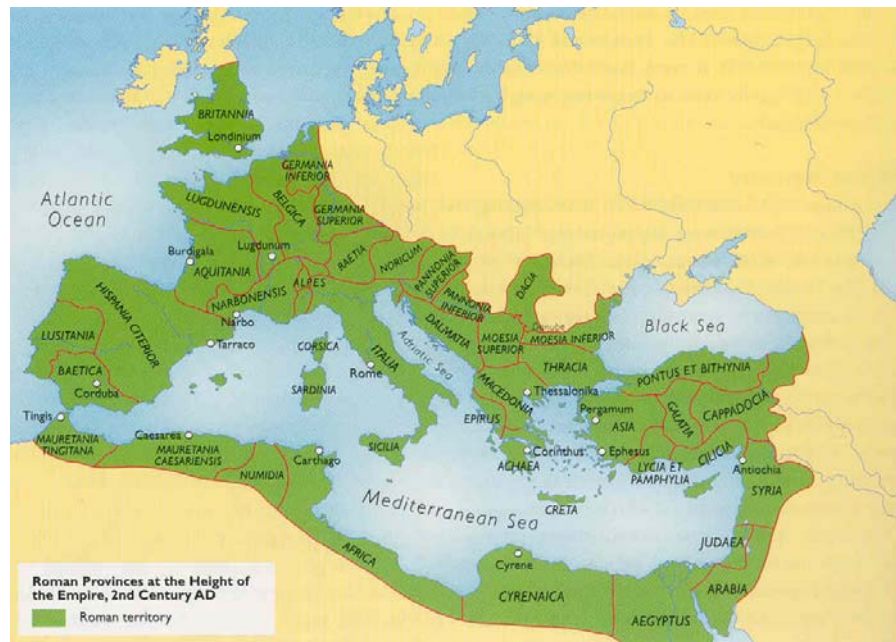 BRITANNIA
Londinium
GERMANIA
INFERIOR
Atlantic
Ocean
LUGDUNENSIS
BELGICA
GERMANIA
SUPERIOR
Burdigala
Lugdunum
AQUITANIA
RAETIA
NORICUM
PANNONIA
SUPERIOR
ALPES
NARBONENSIS
Narbo
PANNONIA
INFERIOR
DACIA
HISPANIA CITERIOR
LUSITANIA
Tarraco
CORSICA
ITALIA
Adriatic Sea
DALMATIA
MOESIA
SUPERIOR
Danube
MOESIA INFERIOR
Black Sea
BAETICA
Corduba
SARDINIA
Rome
MACEDONIA
THRACIA
Thessalonika
PONTUS ET BITHYNIA
Pergamum
ASIA
GALATIA
CAPPADOCIA
Tingis
MAURETANIA
TINGITANA
Caesarea
MAURETANIA
CAESARIENSIS
NUMIDIA
Carthago
SICILIA
EPIRUS
Corinthus
ACHAEA
Ephesus
LYCIA ET
PAMPHYLIA
CILICIA
Antiochia
SYRIA
Mediterranean Sea
CRETA
JUDAEA
AFRICA
Cyrene
CYRENAICA
AEGYPTUS
ARABIA
Roman Provinces at the Height of
the Empire, 2nd Century AD
Roman territory